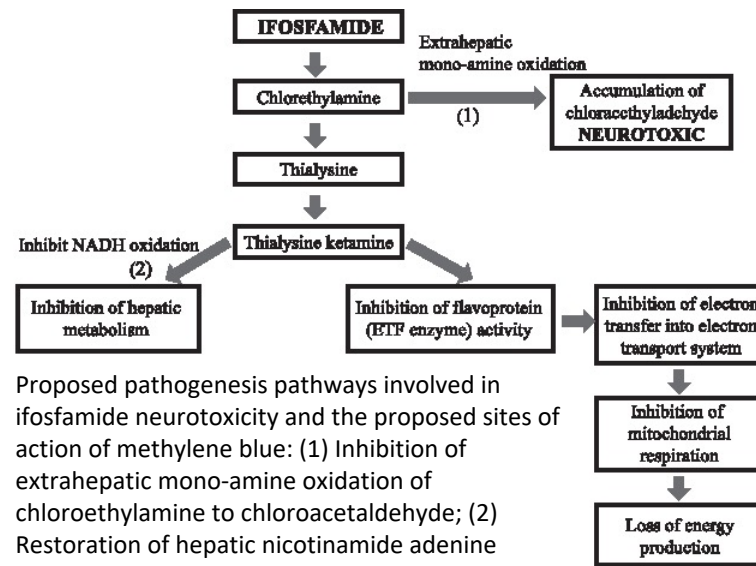 IFOSFAMIDE
Extrahepatic
mono-amine oxidation
Chlorethylamine
(1)
Accumulation of
chloracethyladehyde
NEUROTOXIC
Thialysine
Inhibit NADH oxidation
(2)
Thialysine ketamine
Inhibition of hepatic
metabolism
Inhibition of flavoprotein
(ETF enzyme) activity
Inhibition of electron
transfer into electron
transport system
Inhibition of
mitochondrial
respiration
Loss of energy
production
Proposed pathogenesis pathways involved in
ifosfamide neurotoxicity and the proposed sites of
action of methylene blue: (1) Inhibition of
extrahepatic mono-amine oxidation of
chloroethylamine to chloroacetaldehyde; (2)
Restoration of hepatic nicotinamide adenine